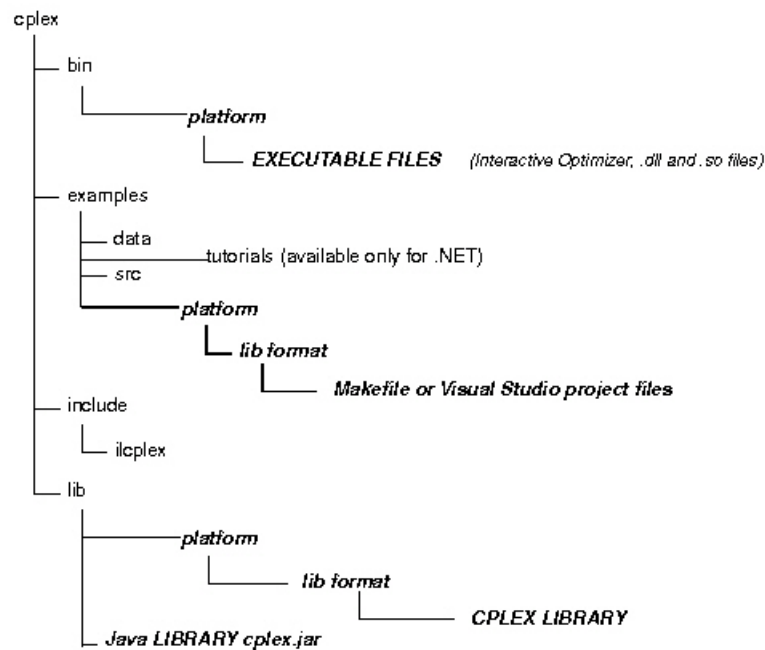 cplex
bin
platform
EXECUTABLE FILES (Interactive Optimizer, .dll and .so files)
examples
data
tutorials (available only for .NET)
src
platform
lib format
Makefile or Visual Studio project files
include
ilcplex
lib
platform
lib format
CPLEX LIBRARY
Java LIBRARY cplex.jar